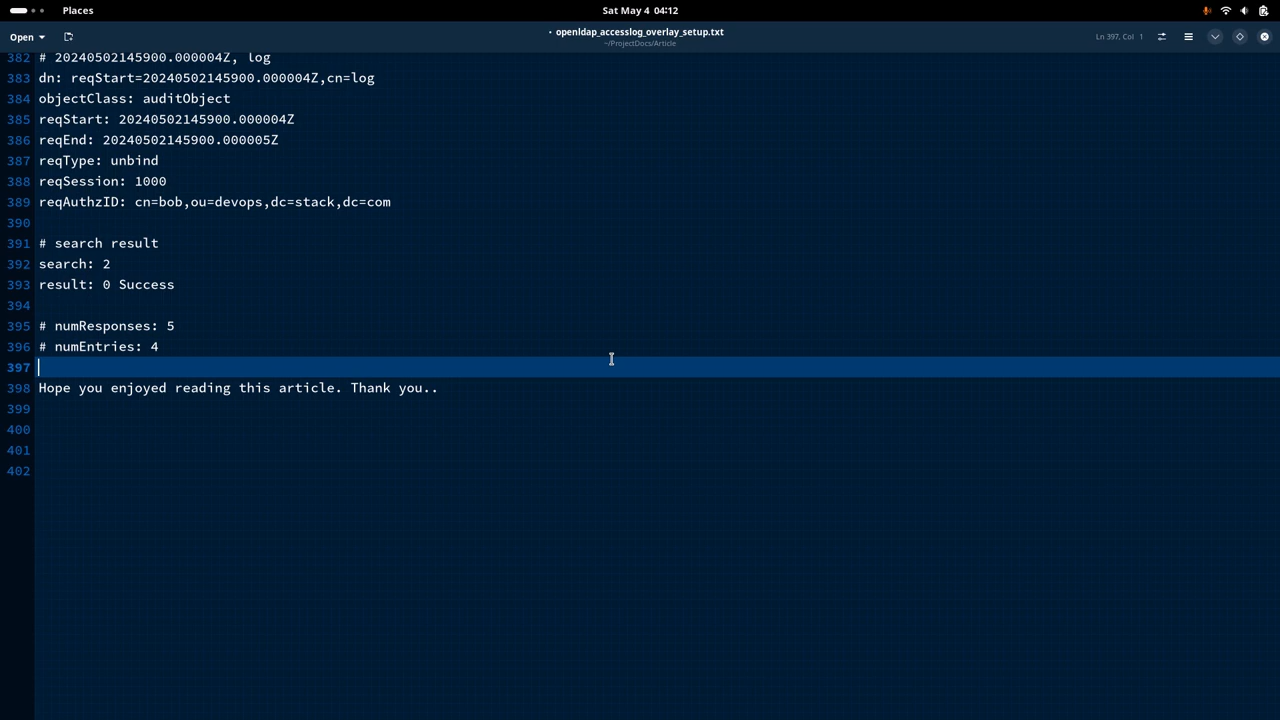 Places
Sat May 4 04:12
Open
• openldap_accesslog_overlay_setup.txt
~/ProjectDocs/Article
Ln 397, Col 1
382 # 20240502145900.000004Z, log
383 dn: reqStart=20240502145900.000004Z,cn=log
384 objectClass: auditObject
385 reqStart: 20240502145900.000004Z
386 reqEnd: 20240502145900.000005Z
387 reqType: unbind
388 reqSession: 1000
389 reqAuthzID: cn=bob,ou=devops,dc=stack,dc=com
390
391 # search result
392 search: 2
393 result: 0 Success
394
395 # numResponses: 5
396 # numEntries: 4
397
398 Hope you enjoyed reading this article. Thank you..
399
400
401
402